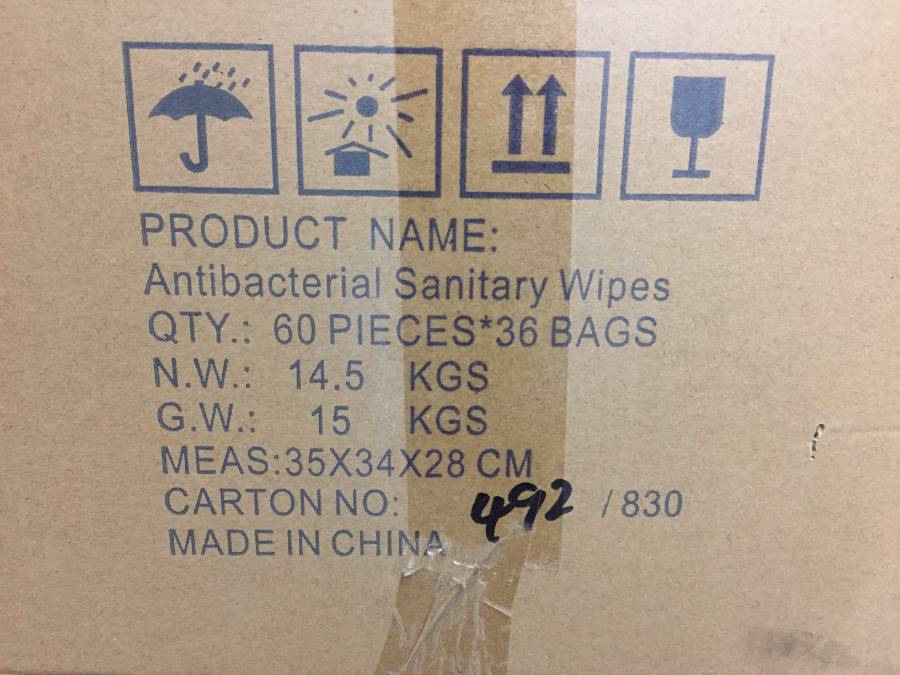 PRODUCT NAME:
Antibacterial Sanitary Wipes
QTY.: 60 PIECES*36 BAGS
N.W.: 14.5 KGS
G.W.: 15 KGS
MEAS:35X34X28 CM
CARTON NO: 492 / 830
MADE IN CHINA